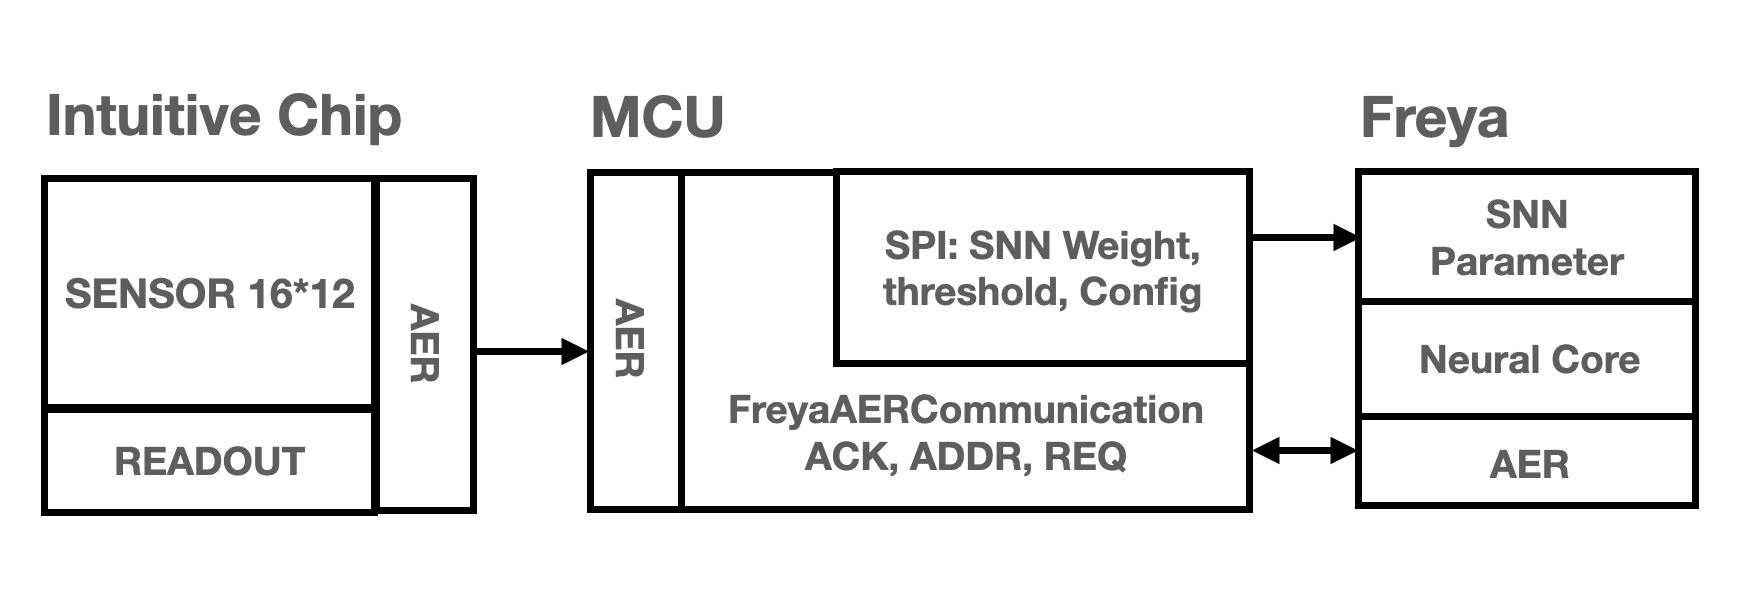 Intuitive Chip
SENSOR 16*12
READOUT
AER
MCU
AER
SPI: SNN Weight,
threshold, Config
FreyaAERCommunication
ACK, ADDR, REQ
Freya
SNN
Parameter
Neural Core
AER